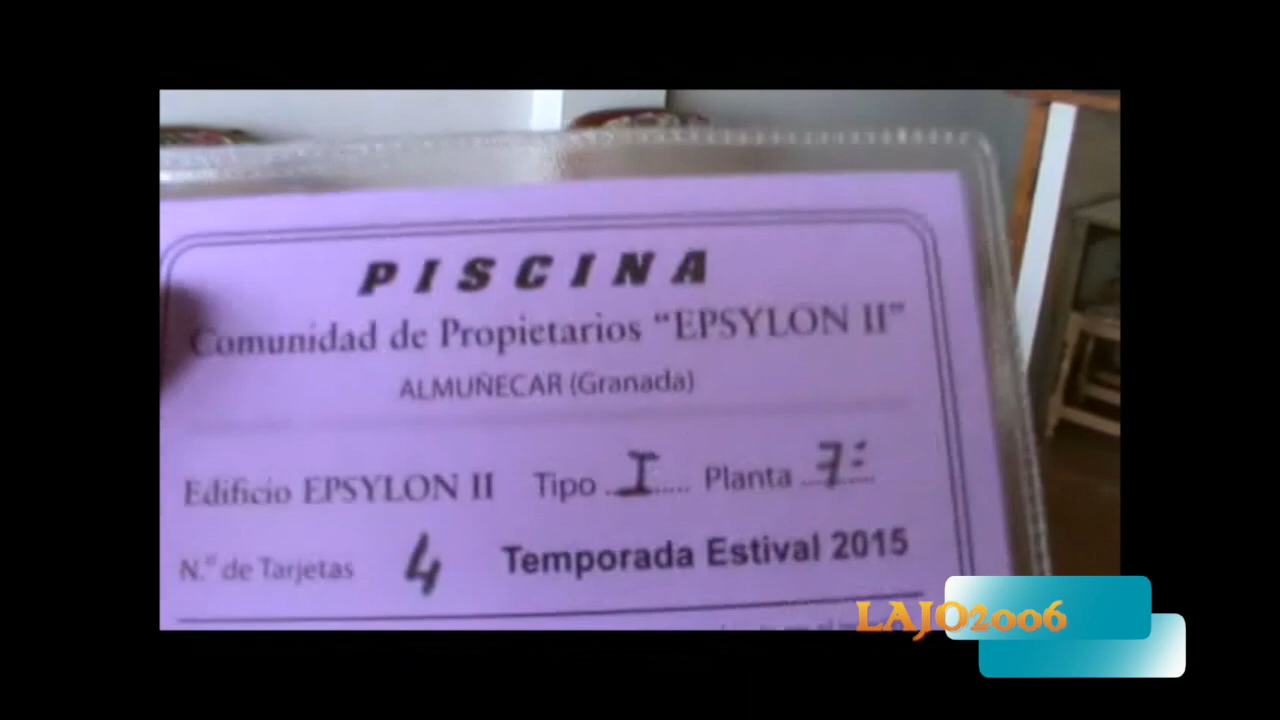 PISCINA
Comunidad de Propietarios “EPSYLON II”
ALMUÑECAR (Granada)
Edificio EPSYLON II Tipo I Planta 7ª
N.º de Tarjetas 4 Temporada Estival 2015
LAJO2006